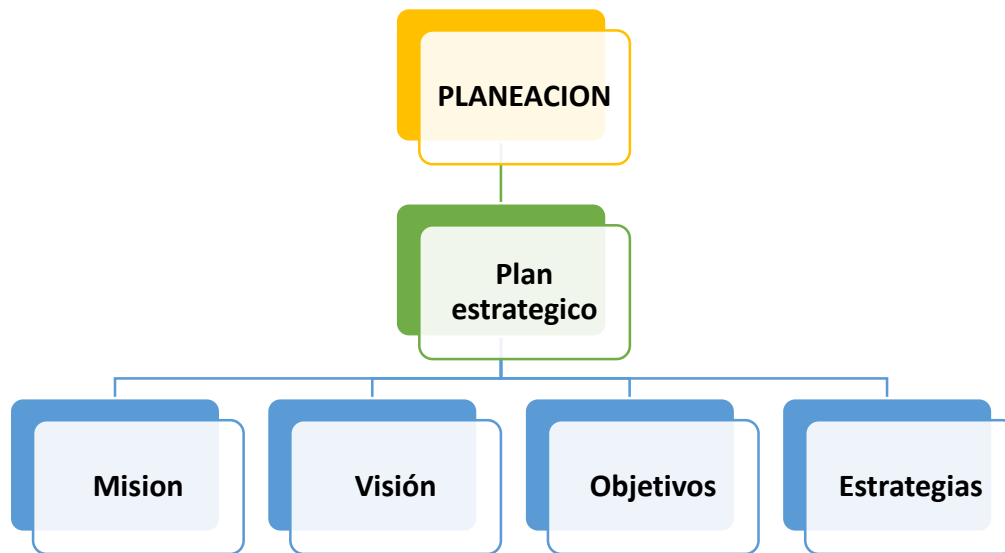 PLANEACION
Plan
estrategico
Mision
Visión
Objetivos
Estrategias